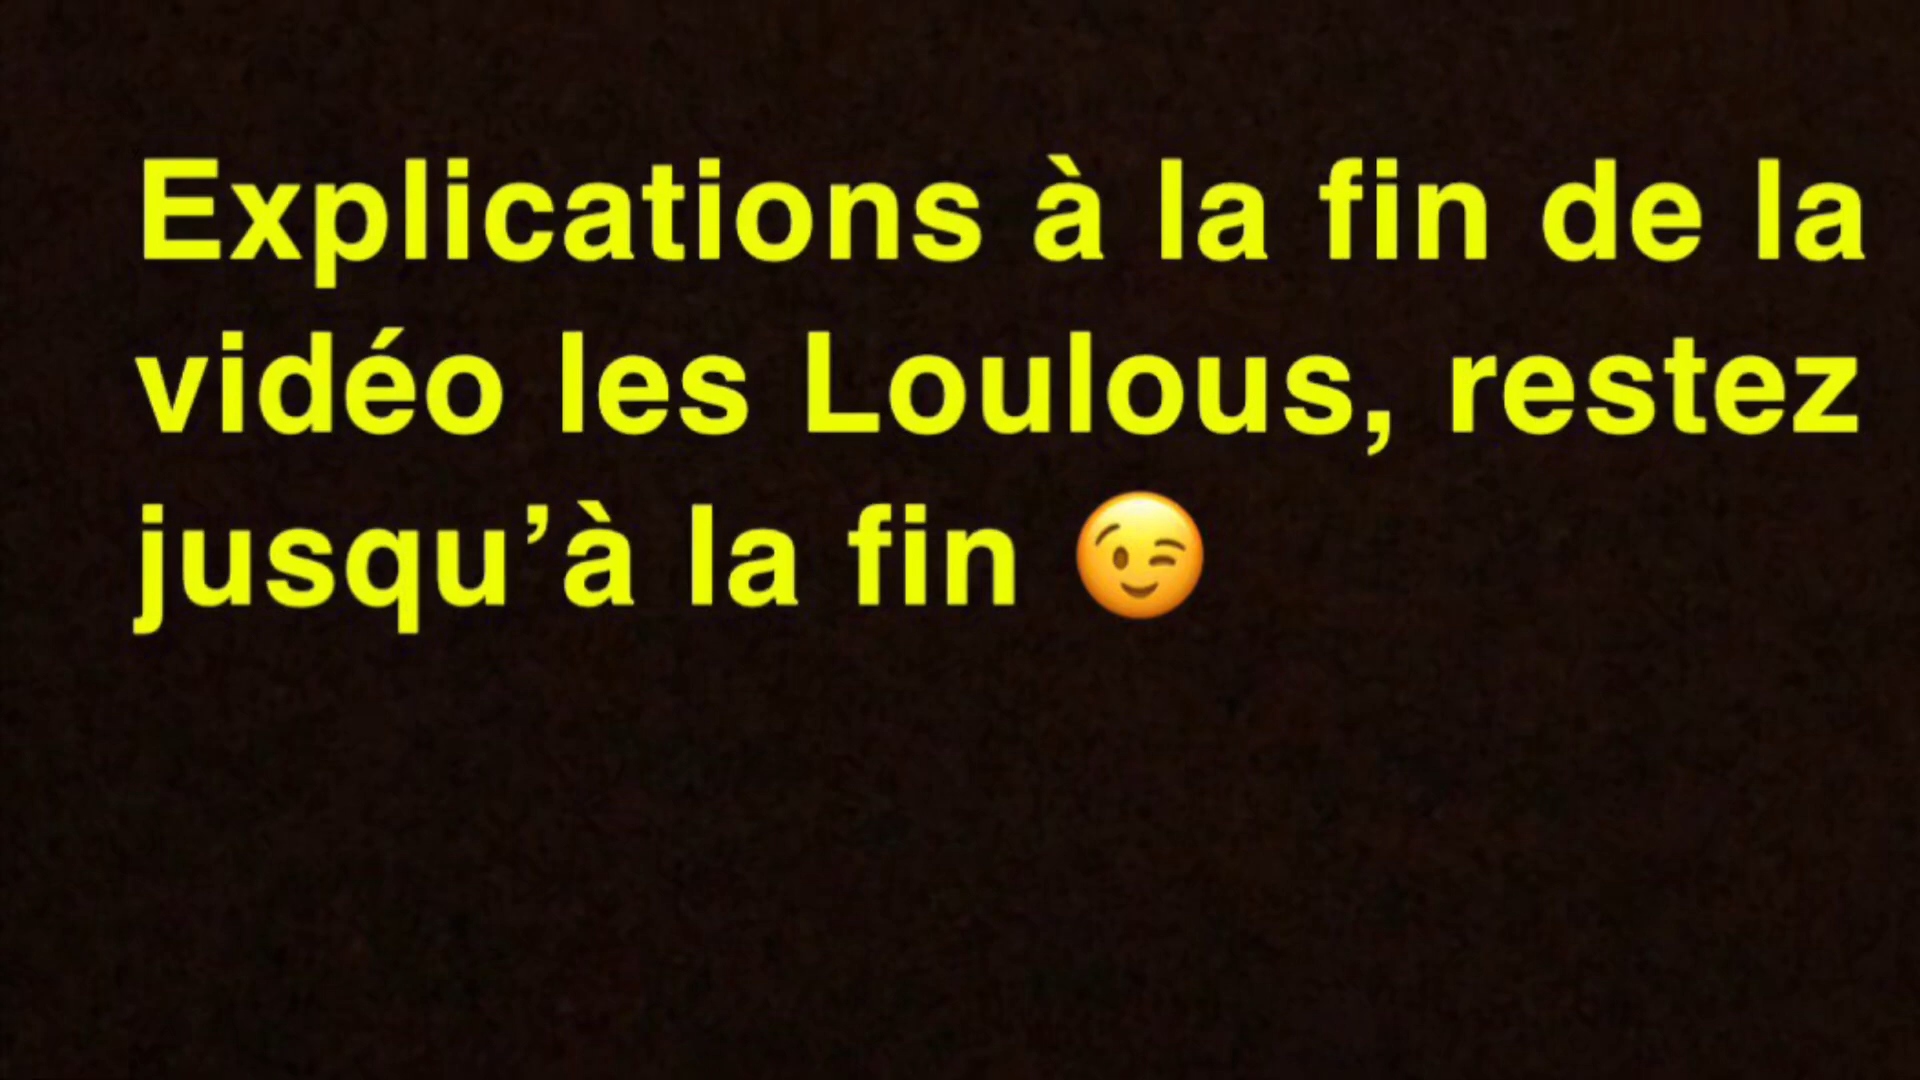 Explications à la fin de la
vidéo les Loulous, restez
jusqu’à la fin 😉